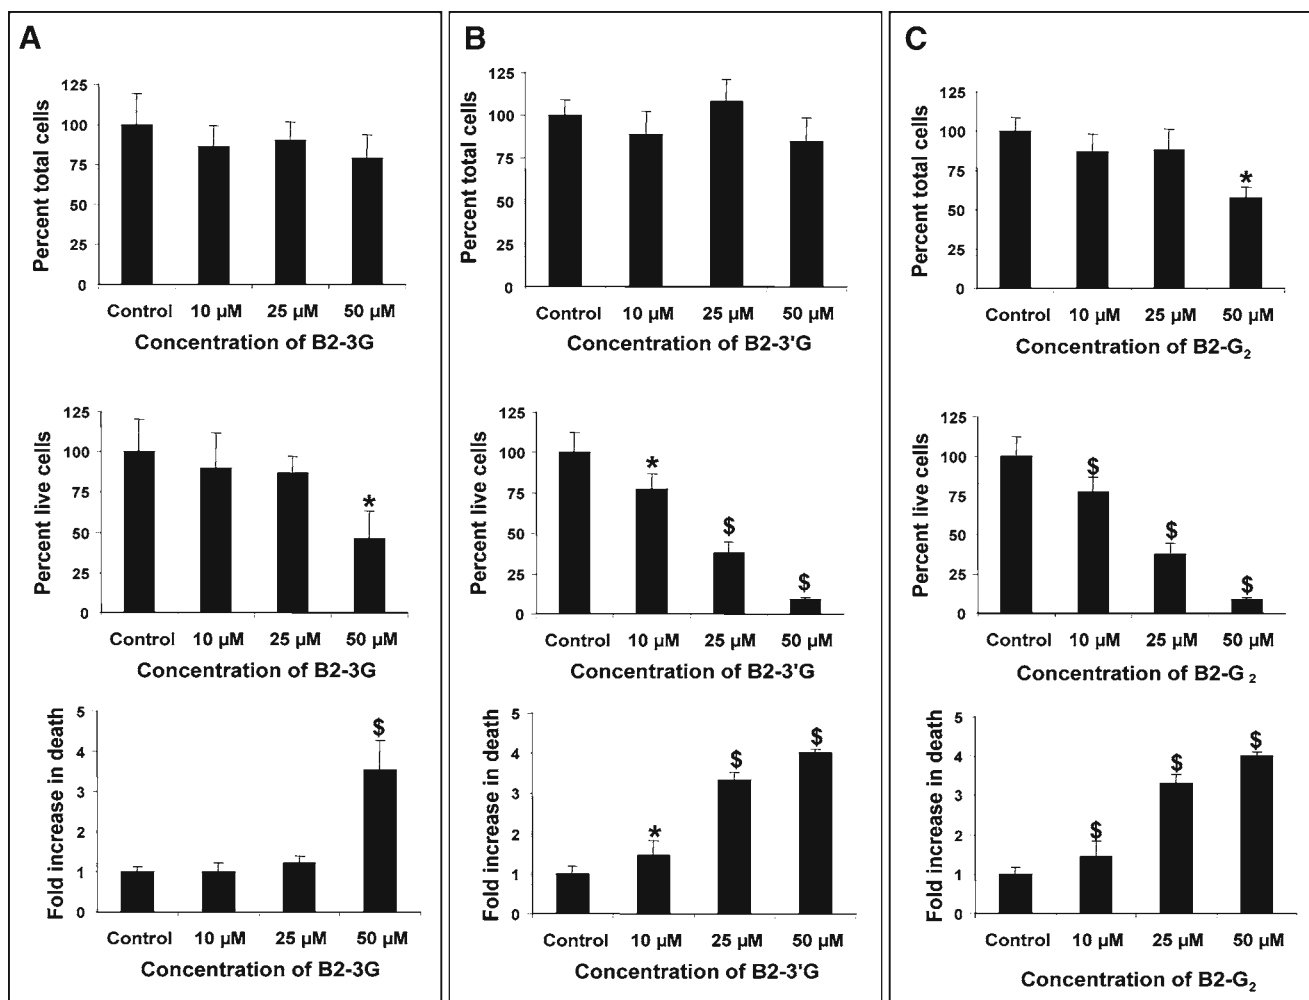 A
Percent total cells
125
100
75
50
25
0
Control 10 µM 25 µM 50 µM
Concentration of B2-3G
Percent live cells
125
100
75
50
25
0
*
Control 10 µM 25 µM 50 µM
Concentration of B2-3G
Fold increase in death
5
4
3
2
1
0
$
Control 10 µM 25 µM 50 µM
Concentration of B2-3G
B
Percent total cells
125
100
75
50
25
0
Control 10 µM 25 µM 50 µM
Concentration of B2-3'G
Percent live cells
125
100
75
50
25
0
* $ $
Control 10 µM 25 µM 50 µM
Concentration of B2-3'G
Fold increase in death
5
4
3
2
1
0
* $ $
Control 10 µM 25 µM 50 µM
Concentration of B2-3'G
C
Percent total cells
125
100
75
50
25
0
*
Control 10 µM 25 µM 50 µM
Concentration of B2-G₂
Percent live cells
125
100
75
50
25
0
$ $ $
Control 10 µM 25 µM 50 µM
Concentration of B2-G₂
Fold increase in death
5
4
3
2
1
0
$ $ $
Control 10 µM 25 µM 50 µM
Concentration of B2-G₂